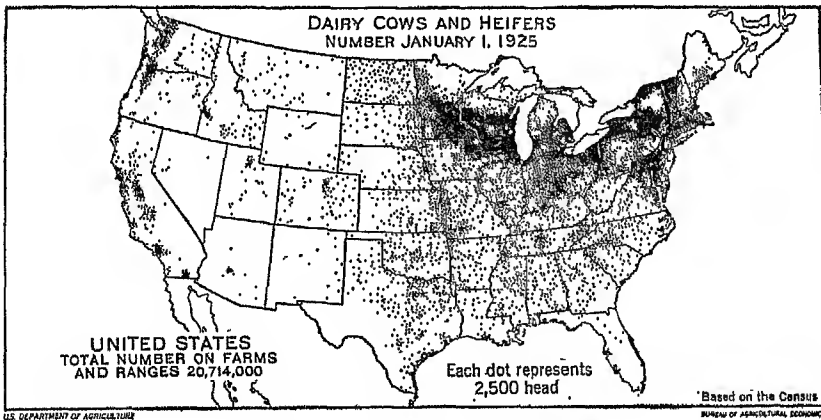 DAIRY COWS AND HEIFERS
NUMBER JANUARY 1, 1925
UNITED STATES
TOTAL NUMBER ON FARMS
AND RANGES 20,714,000
Each dot represents
2,500 head
Based on the Census
U.S. DEPARTMENT OF AGRICULTURE
BUREAU OF AGRICULTURAL ECONOMIC